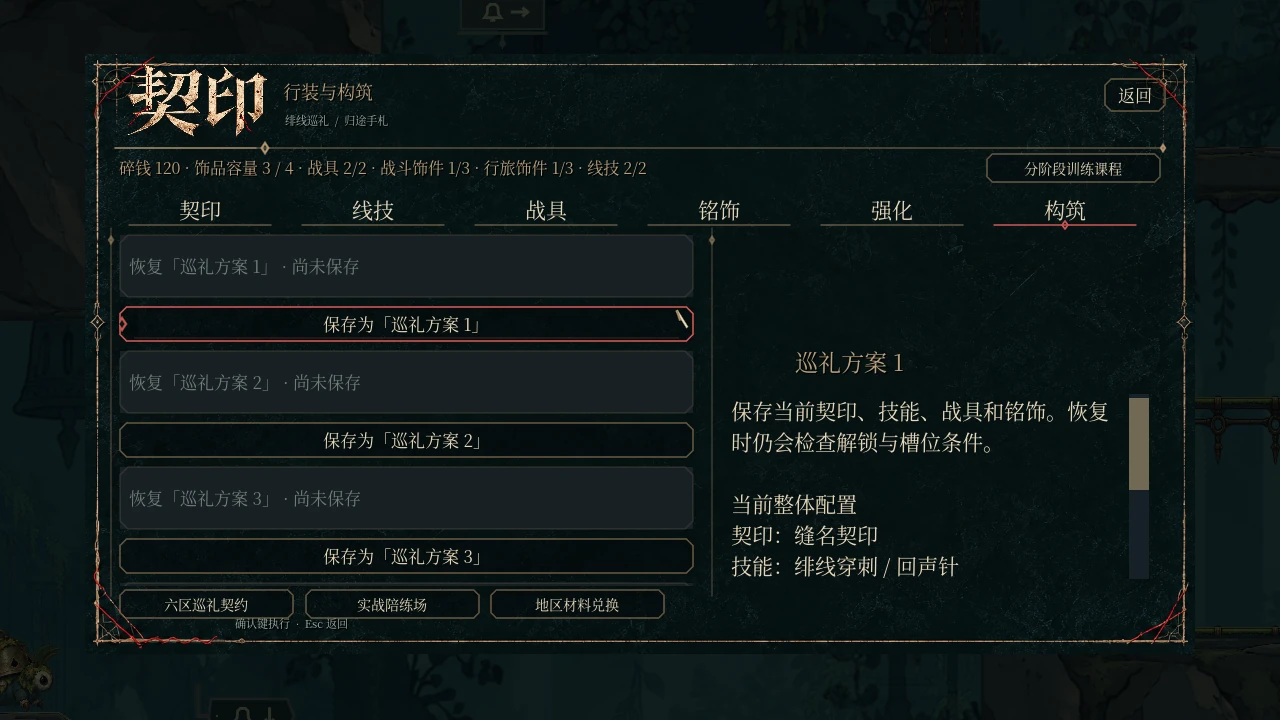 契印
行装与构筑
绯线巡礼 / 归途手札
返回
碎钱 120 · 饰品容量 3 / 4 · 战具 2/2 · 战斗饰件 1/3 · 行旅饰件 1/3 · 线技 2/2
分阶段训练课程
契印 线技 战具 铭饰 强化 构筑
恢复「巡礼方案 1」 · 尚未保存
保存为「巡礼方案 1」
恢复「巡礼方案 2」 · 尚未保存
保存为「巡礼方案 2」
恢复「巡礼方案 3」 · 尚未保存
保存为「巡礼方案 3」
巡礼方案 1
保存当前契印、技能、战具和铭饰。恢复
时仍会检查解锁与槽位条件。
当前整体配置
契印：缝名契印
技能：绯线穿刺 / 回声针
六区巡礼契约 实战陪练场 地区材料兑换
确认键执行 · Esc 返回